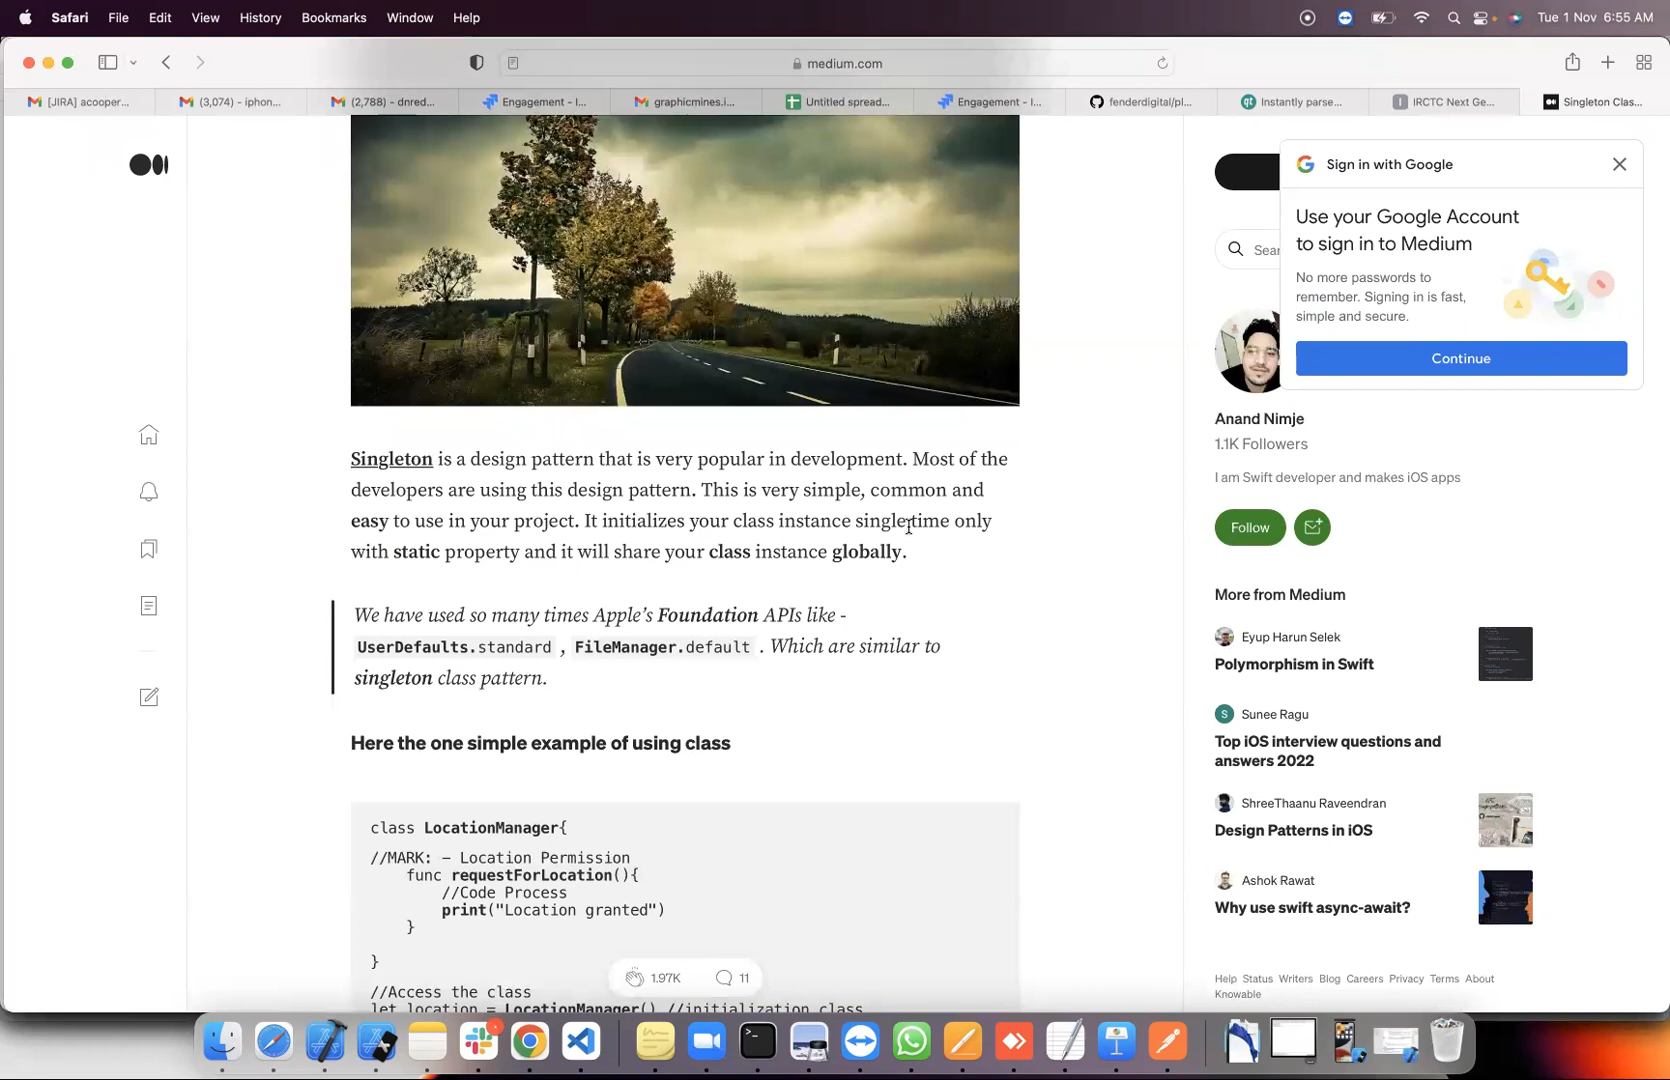 Safari File Edit View History Bookmarks Window Help Tue 1 Nov 6:55 AM
medium.com
[JIRA] acooper... (3,074) - iphon... (2,788) - dnred... Engagement - I... graphicmines.i... Untitled spread... Engagement - I... fenderdigital/pl... Instantly parse... IRCTC Next Ge... Singleton Clas...
Sign in with Google
Use your Google Account
to sign in to Medium
No more passwords to
remember. Signing in is fast,
simple and secure.
Continue
Sear
Anand Nimje
1.1K Followers
I am Swift developer and makes iOS apps
Follow
Singleton is a design pattern that is very popular in development. Most of the
developers are using this design pattern. This is very simple, common and
easy to use in your project. It initializes your class instance single time only
with static property and it will share your class instance globally.
We have used so many times Apple’s Foundation APIs like -
UserDefaults.standard , FileManager.default . Which are similar to
singleton class pattern.
Here the one simple example of using class
class LocationManager{
//MARK: - Location Permission
func requestForLocation(){
//Code Process
print("Location granted")
}
}
//Access the class
let location = LocationManager() //initialization class
1.97K 11
More from Medium
Eyup Harun Selek
Polymorphism in Swift
S Sunee Ragu
Top iOS interview questions and
answers 2022
ShreeThaanu Raveendran
Design Patterns in iOS
Ashok Rawat
Why use swift async-await?
Help Status Writers Blog Careers Privacy Terms About
Knowable